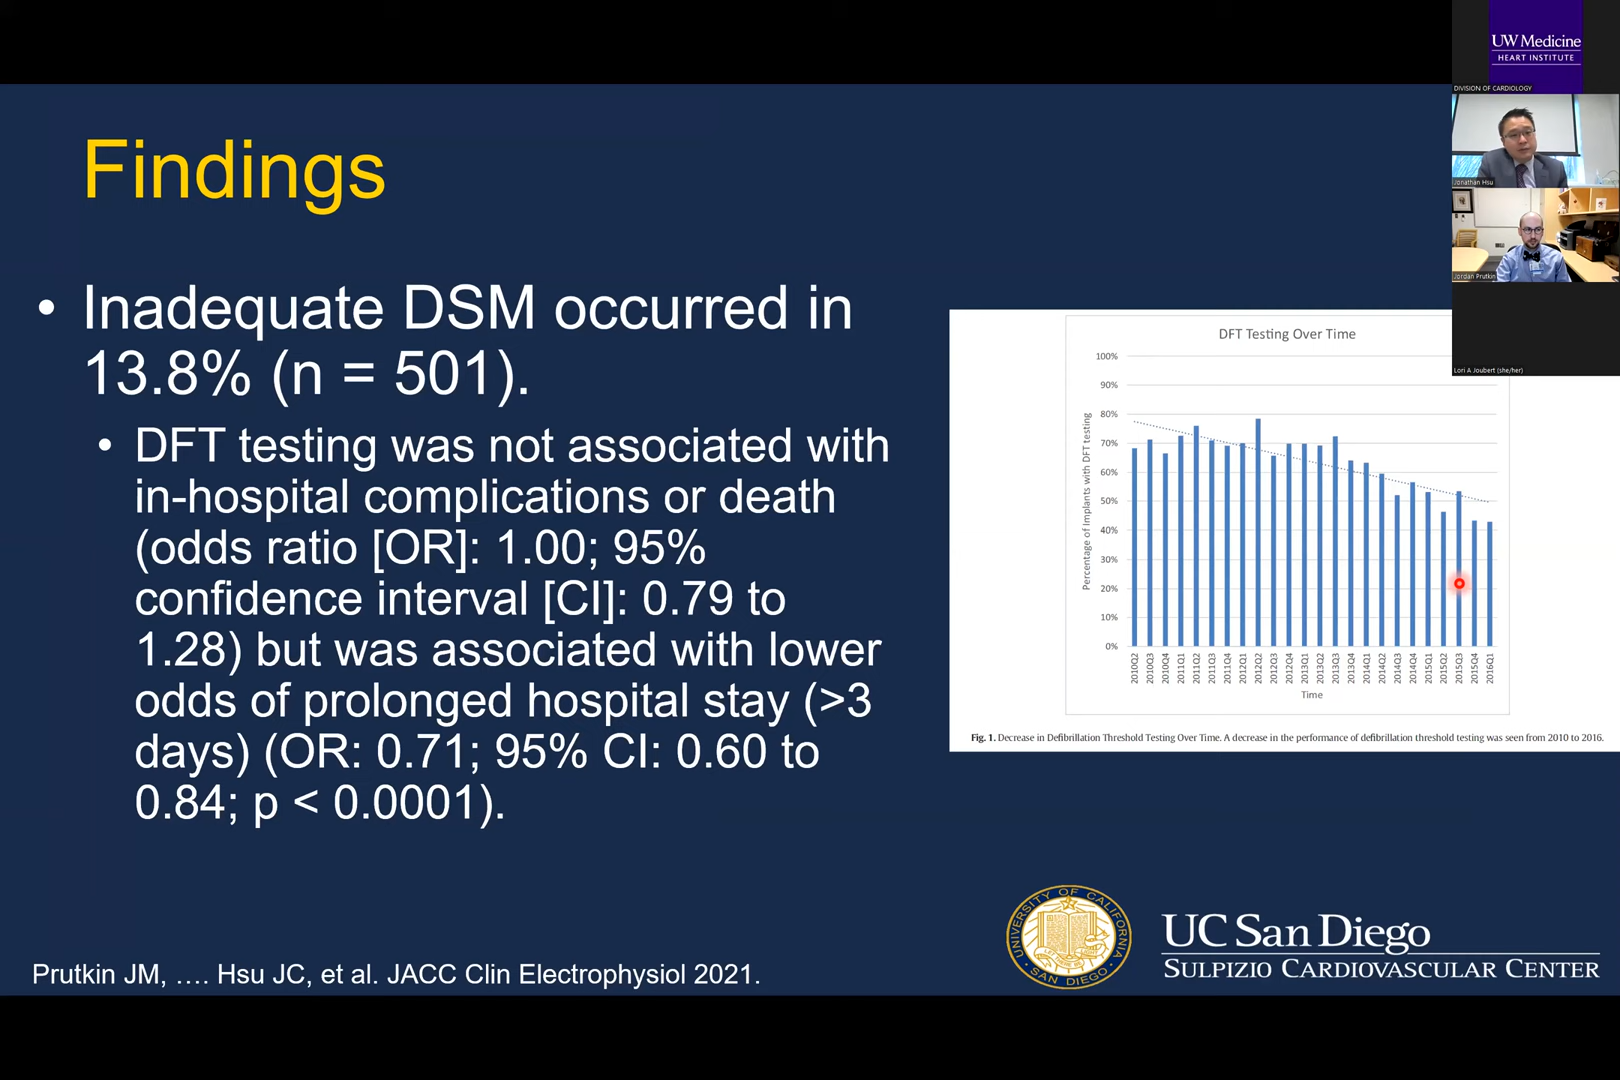 UW Medicine
HEART INSTITUTE
DIVISION OF CARDIOLOGY
Jonathan Hsu
Jordan Prutkin
Lori A Joubert (she/her)
Findings
• Inadequate DSM occurred in
13.8% (n = 501).
• DFT testing was not associated with
in-hospital complications or death
(odds ratio [OR]: 1.00; 95%
confidence interval [CI]: 0.79 to
1.28) but was associated with lower
odds of prolonged hospital stay (>3
days) (OR: 0.71; 95% CI: 0.60 to
0.84; p < 0.0001).
DFT Testing Over Time
Percentage of Implants with DFT testing
100%
90%
80%
70%
60%
50%
40%
30%
20%
10%
0%
2010Q2
2010Q3
2010Q4
2011Q1
2011Q2
2011Q3
2011Q4
2012Q1
2012Q2
2012Q3
2012Q4
2013Q1
2013Q2
2013Q3
2013Q4
2014Q1
2014Q2
2014Q3
2014Q4
2015Q1
2015Q2
2015Q3
2015Q4
2016Q1
Time
Fig. 1. Decrease in Defibrillation Threshold Testing Over Time. A decrease in the performance of defibrillation threshold testing was seen from 2010 to 2016.
UNIVERSITY OF CALIFORNIA
SAN DIEGO
UC San Diego
SULPIZIO CARDIOVASCULAR CENTER
Prutkin JM, …. Hsu JC, et al. JACC Clin Electrophysiol 2021.